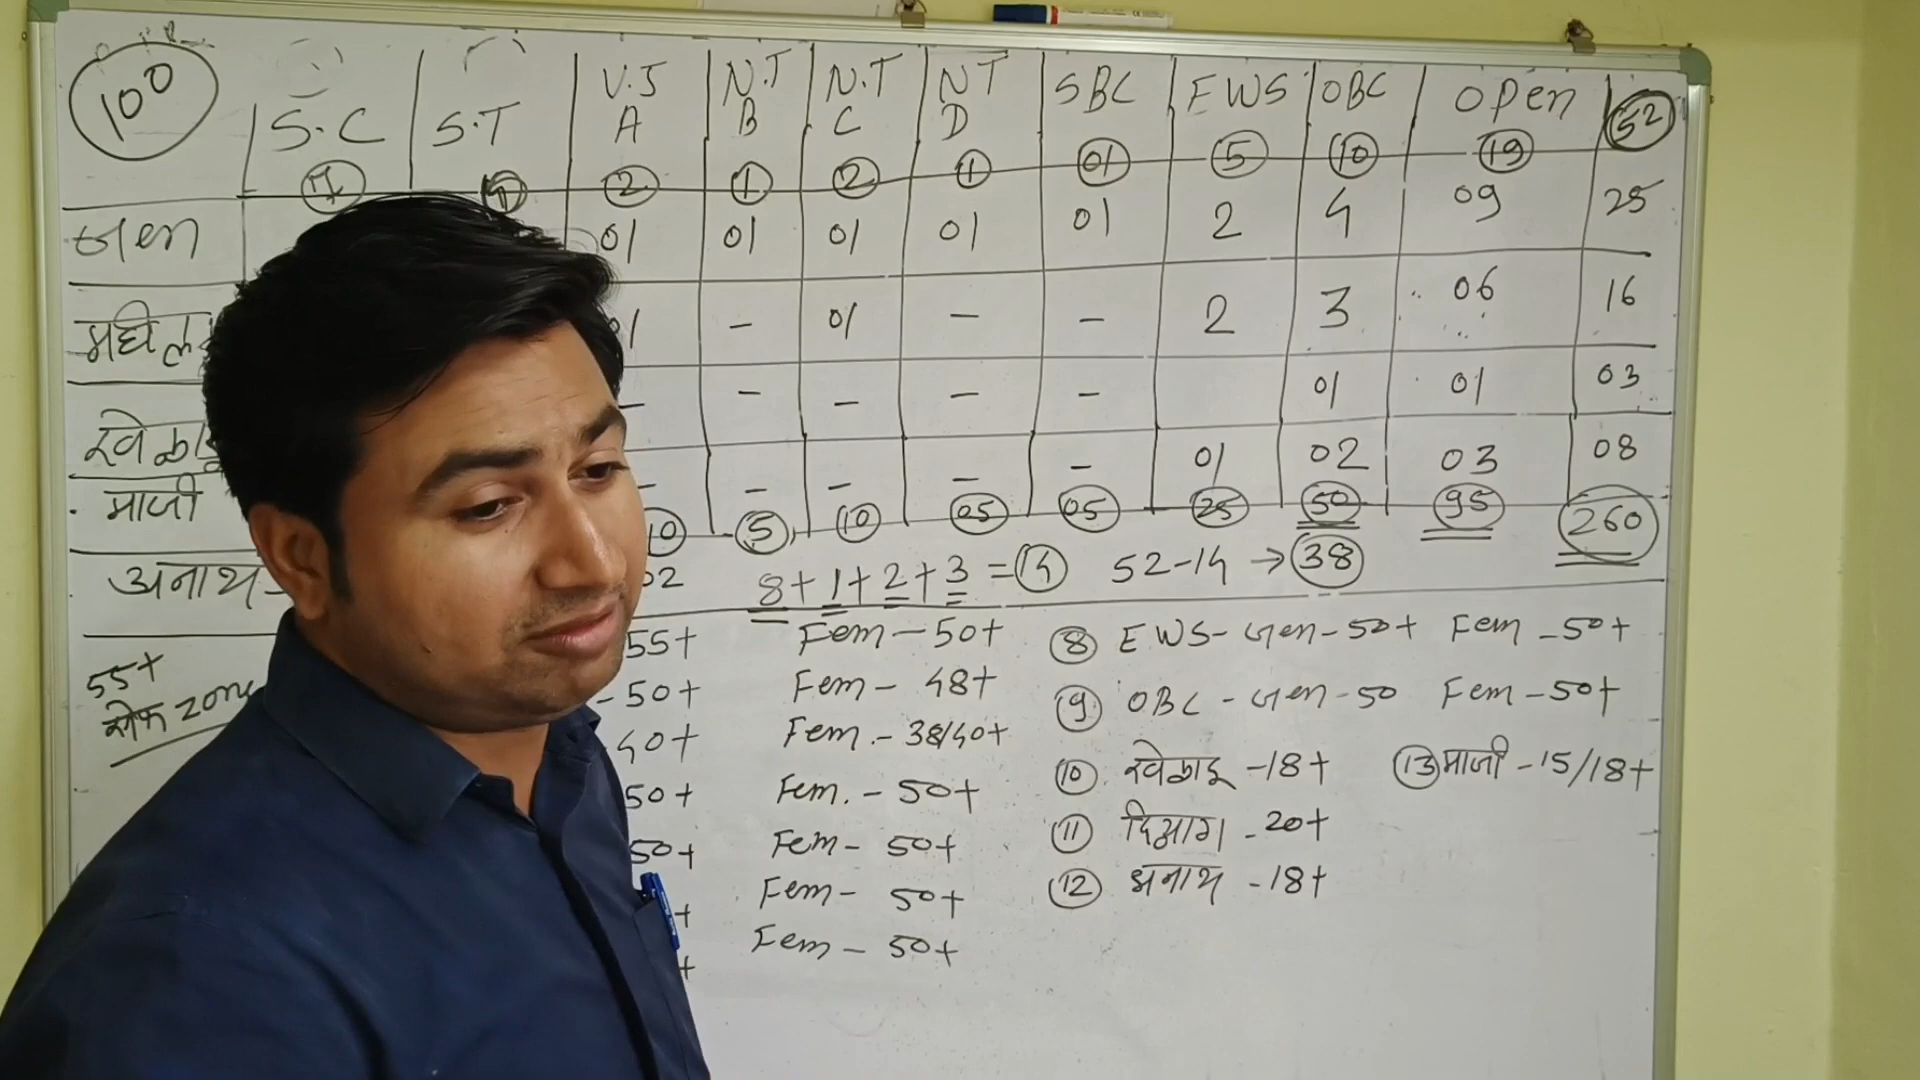 100 S.C S.T V.J A N.T B N.T C NT D SBC EWS OBC open 52
2 1 2 1 01 5 10 19
जेन 01 01 01 01 01 2 4 09 25
महिला 01 - 01 - - 2 3 06 16
खेळाडू - - - - - 01 01 03
माजी - - - - - 01 02 03 08
10 5 10 05 05 25 50 95 260
अनाथ - 02 8+1+2+3 = 14 52-14 → 38
55+
सेफ zone
55+ Fem - 50+
- 50+ Fem - 48+
40+ Fem. - 38/40+
50+ Fem. - 50+
50+ Fem - 50+
+ Fem - 50+
+ Fem - 50+
8 EWS - जेन - 50+ Fem - 50+
9 OBC - जेन - 50 Fem - 50+
10 खेळाडू - 18+ 13 माजी - 15/18+
11 - 20+
12 अनाथ - 18+